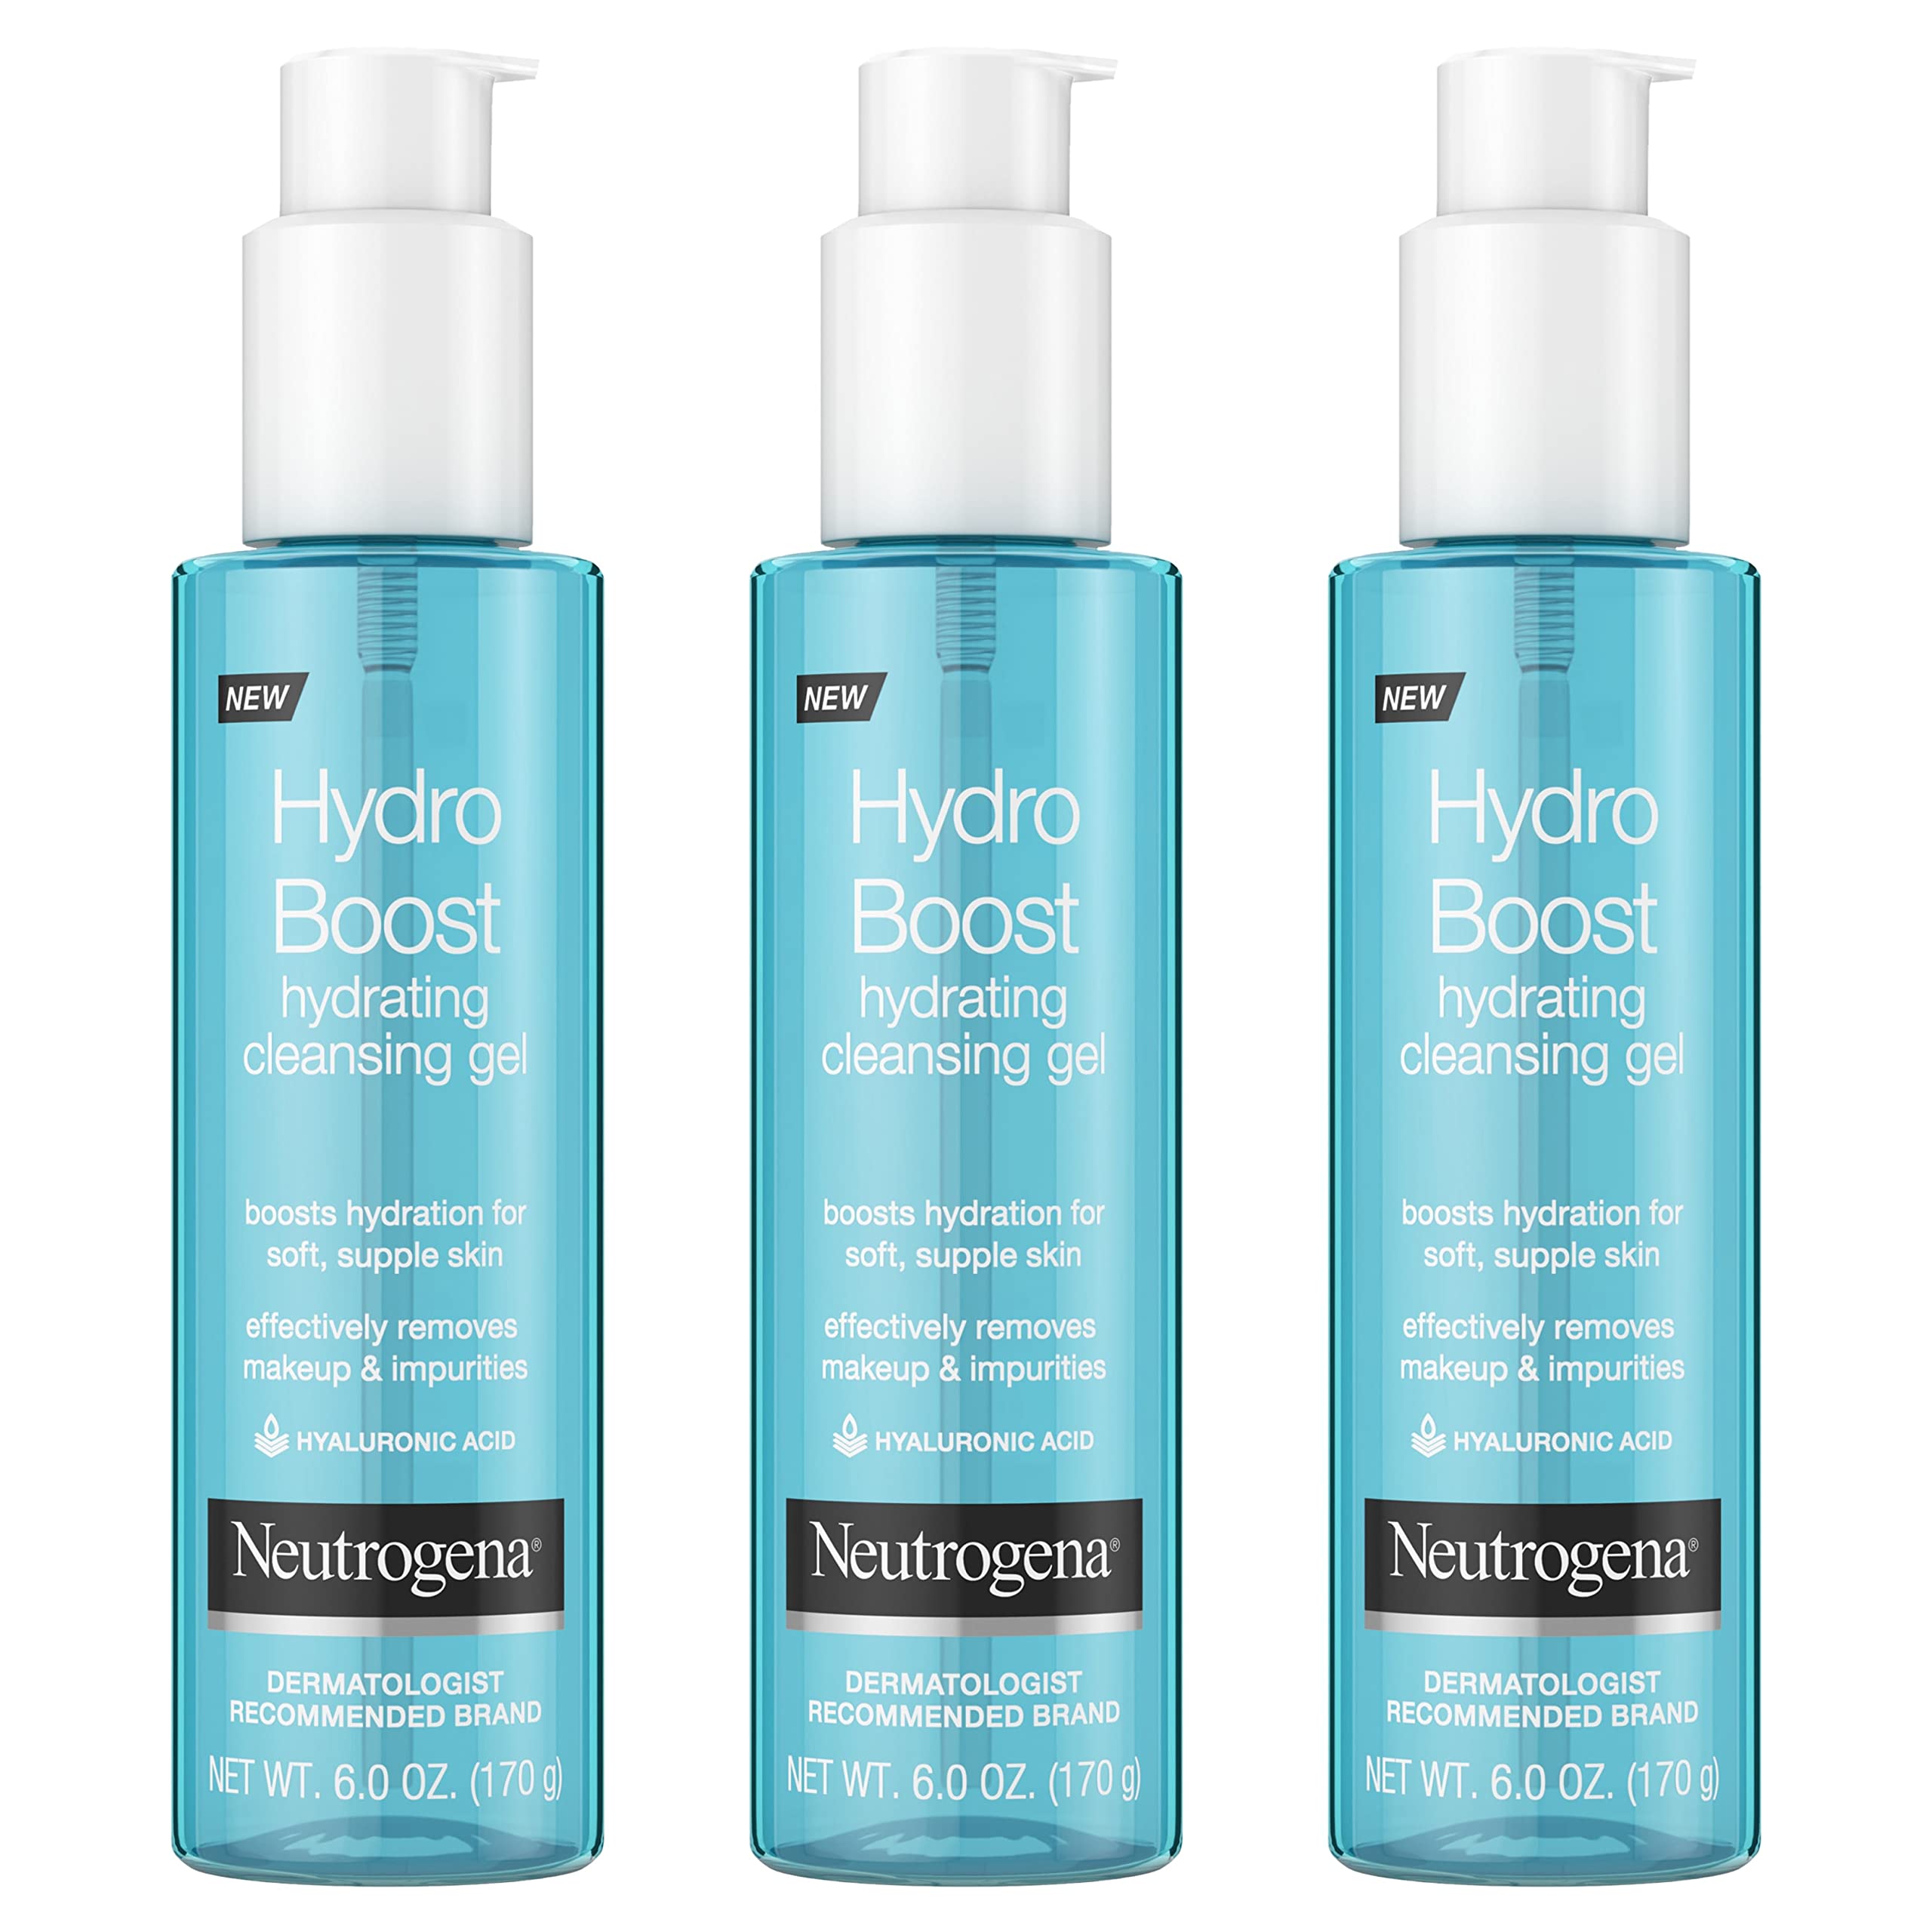 NEW
Hydro
Boost
hydrating
cleansing gel
boosts hydration for
soft, supple skin
effectively removes
makeup & impurities
HYALURONIC ACID
Neutrogena®
DERMATOLOGIST
RECOMMENDED BRAND
NET WT. 6.0 OZ. (170 g)
NEW
Hydro
Boost
hydrating
cleansing gel
boosts hydration for
soft, supple skin
effectively removes
makeup & impurities
HYALURONIC ACID
Neutrogena®
DERMATOLOGIST
RECOMMENDED BRAND
NET WT. 6.0 OZ. (170 g)
NEW
Hydro
Boost
hydrating
cleansing gel
boosts hydration for
soft, supple skin
effectively removes
makeup & impurities
HYALURONIC ACID
Neutrogena®
DERMATOLOGIST
RECOMMENDED BRAND
NET WT. 6.0 OZ. (170 g)